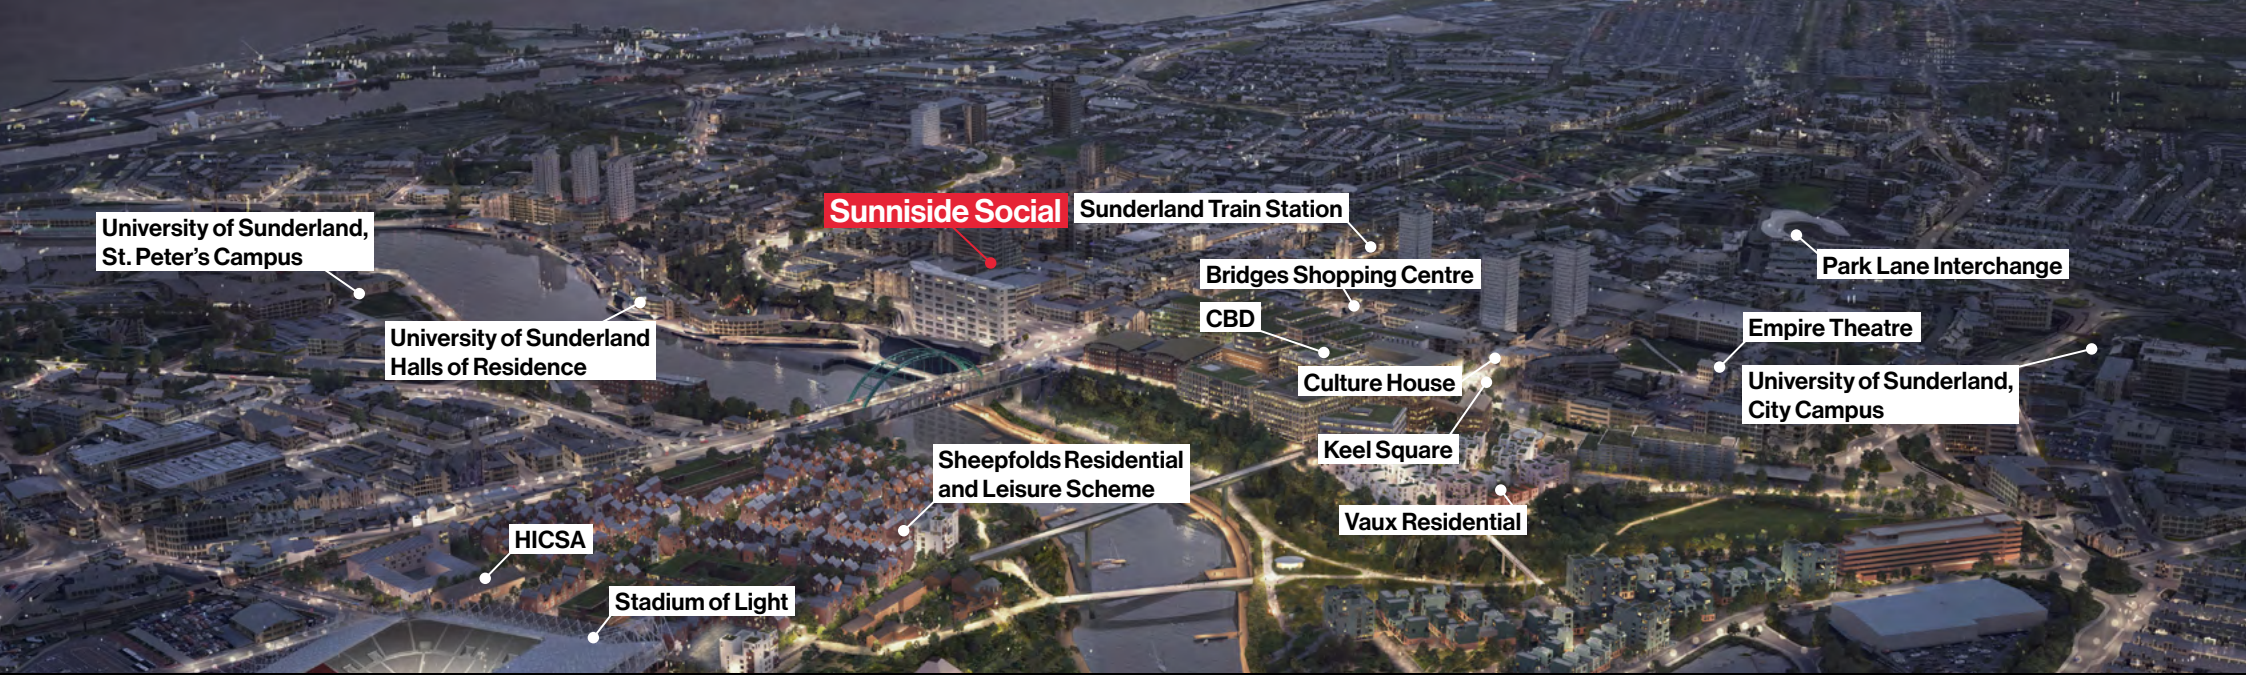 Sunniside Social
Sunderland Train Station
University of Sunderland,
St. Peter's Campus
Park Lane Interchange
Bridges Shopping Centre
CBD
University of Sunderland
Halls of Residence
Empire Theatre
Culture House
University of Sunderland,
City Campus
Keel Square
Sheepfolds Residential
and Leisure Scheme
Vaux Residential
HICSA
Stadium of Light